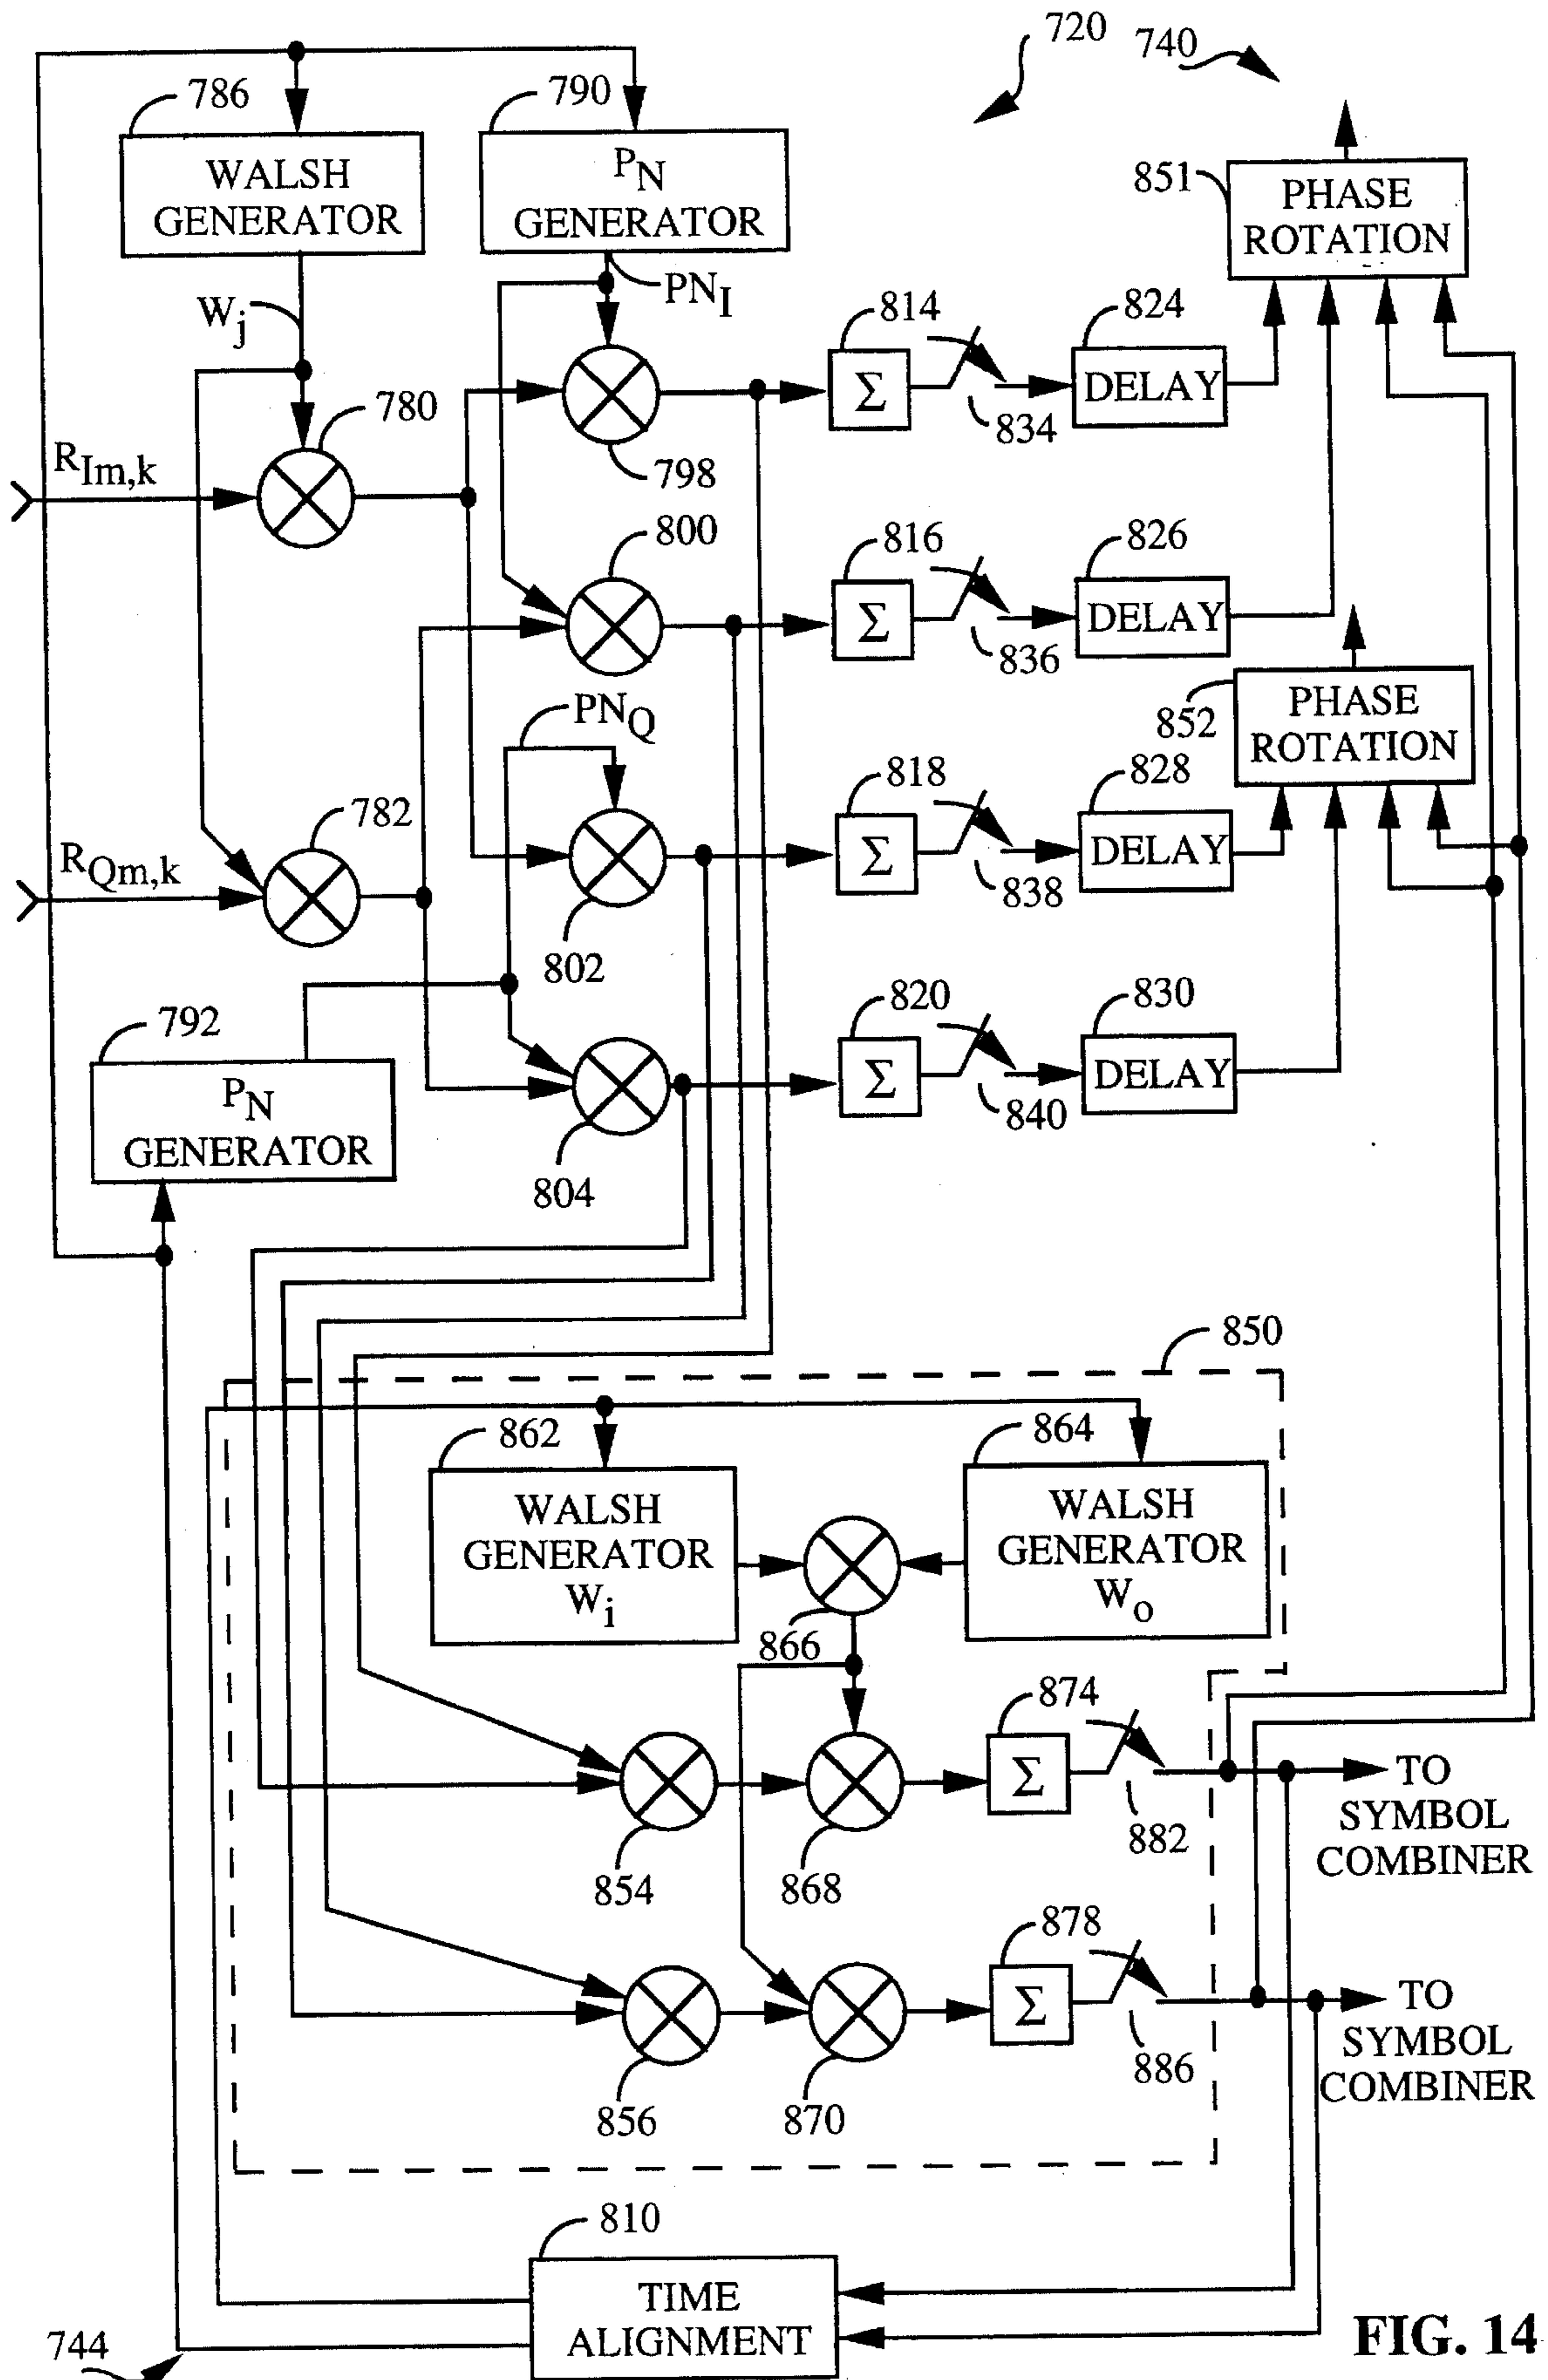 720
740
786
790
WALSH
GENERATOR
PN
GENERATOR
851
PHASE
ROTATION
Wj
PNI
814
824
Σ
DELAY
834
780
RIm,k
798
800
816
826
Σ
DELAY
836
PNQ
852
PHASE
ROTATION
782
818
828
Σ
DELAY
838
RQm,k
802
792
820
830
Σ
DELAY
840
PN
GENERATOR
804
850
862
864
WALSH
GENERATOR
Wi
WALSH
GENERATOR
Wo
866
874
Σ
TO
SYMBOL
COMBINER
882
854
868
878
Σ
TO
SYMBOL
COMBINER
886
856
870
810
TIME
ALIGNMENT
744
FIG. 14